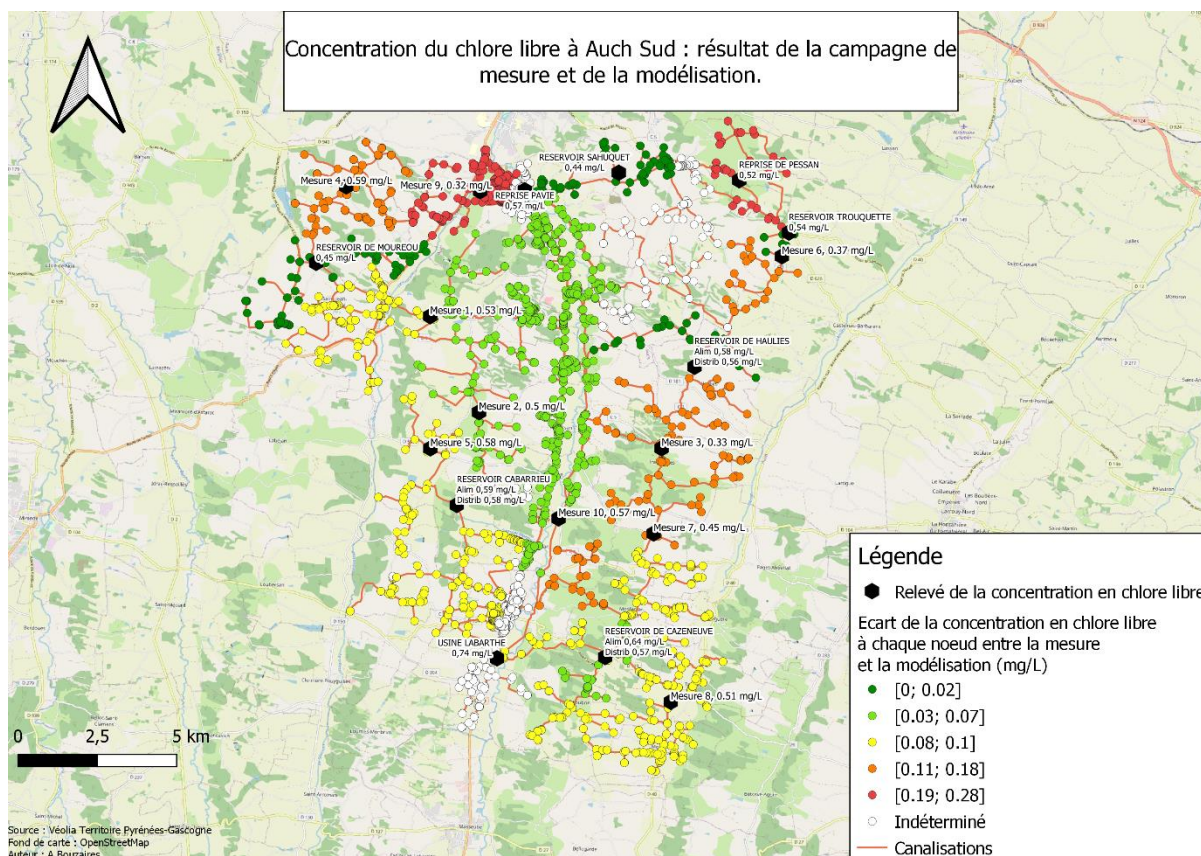 Concentration du chlore libre à Auch Sud : résultat de la campagne de
mesure et de la modélisation.
RESERVOIR SAHUQUET
0,44 mg/L
REPRISE DE PESSAN
0,52 mg/L
Mesure 4, 0.59 mg/L
Mesure 9, 0.32 mg/L
REPRISE PAVIE
0,57 mg/L
RESERVOIR TROUQUETTE
0,54 mg/L
Mesure 6, 0.37 mg/L
RESERVOIR DE MOUREOU
0,45 mg/L
Mesure 1, 0.53 mg/L
RESERVOIR DE HAULIES
Alim 0,58 mg/L
Distrib 0,56 mg/L
Mesure 2, 0.5 mg/L
Mesure 5, 0.58 mg/L
Mesure 3, 0.33 mg/L
RESERVOIR CABARRIEU
Alim 0,59 mg/L
Distrib 0,58 mg/L
Mesure 10, 0.57 mg/L
Mesure 7, 0.45 mg/L
USINE LABARTHE
0,74 mg/L
RESERVOIR DE CAZENEUVE
Alim 0,64 mg/L
Distrib 0,57 mg/L
Mesure 8, 0.51 mg/L
Légende
Relevé de la concentration en chlore libre
Ecart de la concentration en chlore libre
à chaque noeud entre la mesure
et la modélisation (mg/L)
[0; 0.02]
[0.03; 0.07]
[0.08; 0.1]
[0.11; 0.18]
[0.19; 0.28]
Indéterminé
Canalisations
0 2,5 5 km
Source : Véolia Territoire Pyrénées-Gascogne
Fond de carte : OpenStreetMap
Auteur : A.Bouzaires